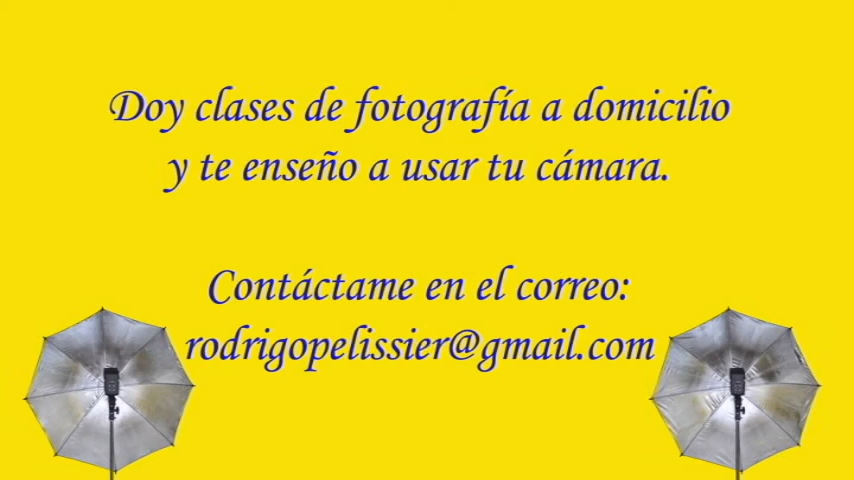 Doy clases de fotografía a domicilio
y te enseño a usar tu cámara.
Contáctame en el correo:
rodrigopelissier@gmail.com